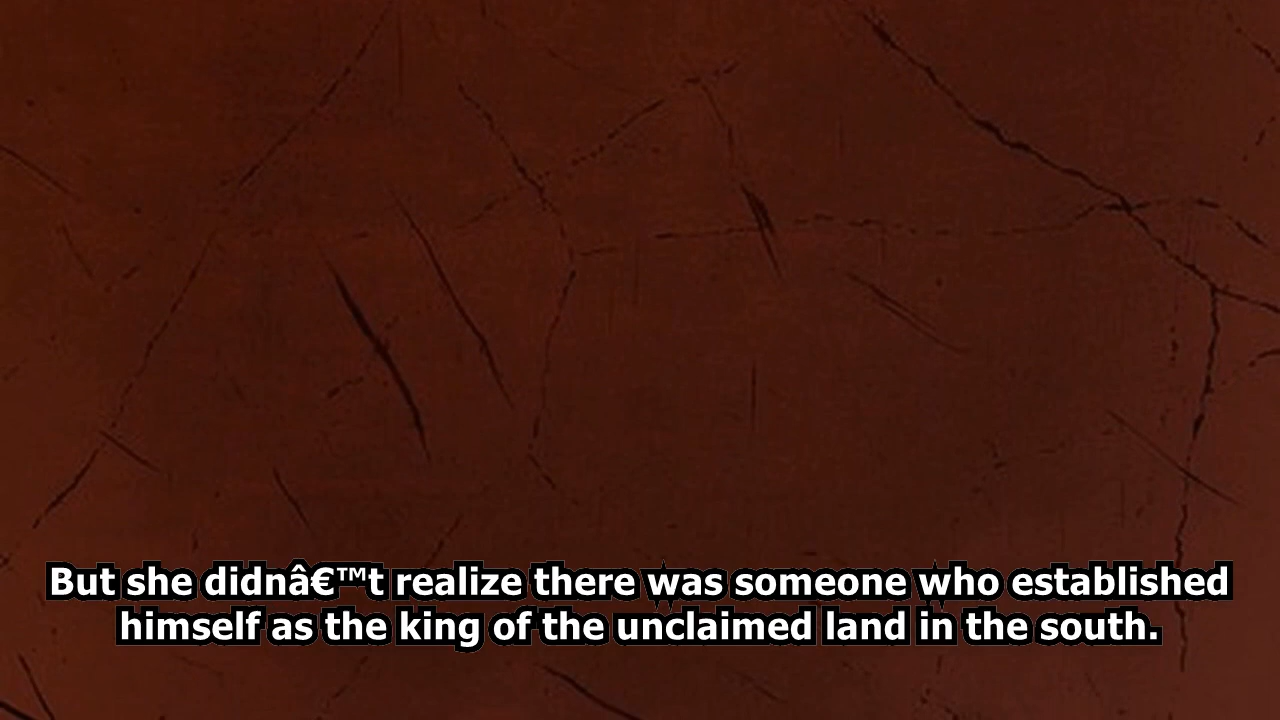 But she didnâ€™t realize there was someone who established
himself as the king of the unclaimed land in the south.